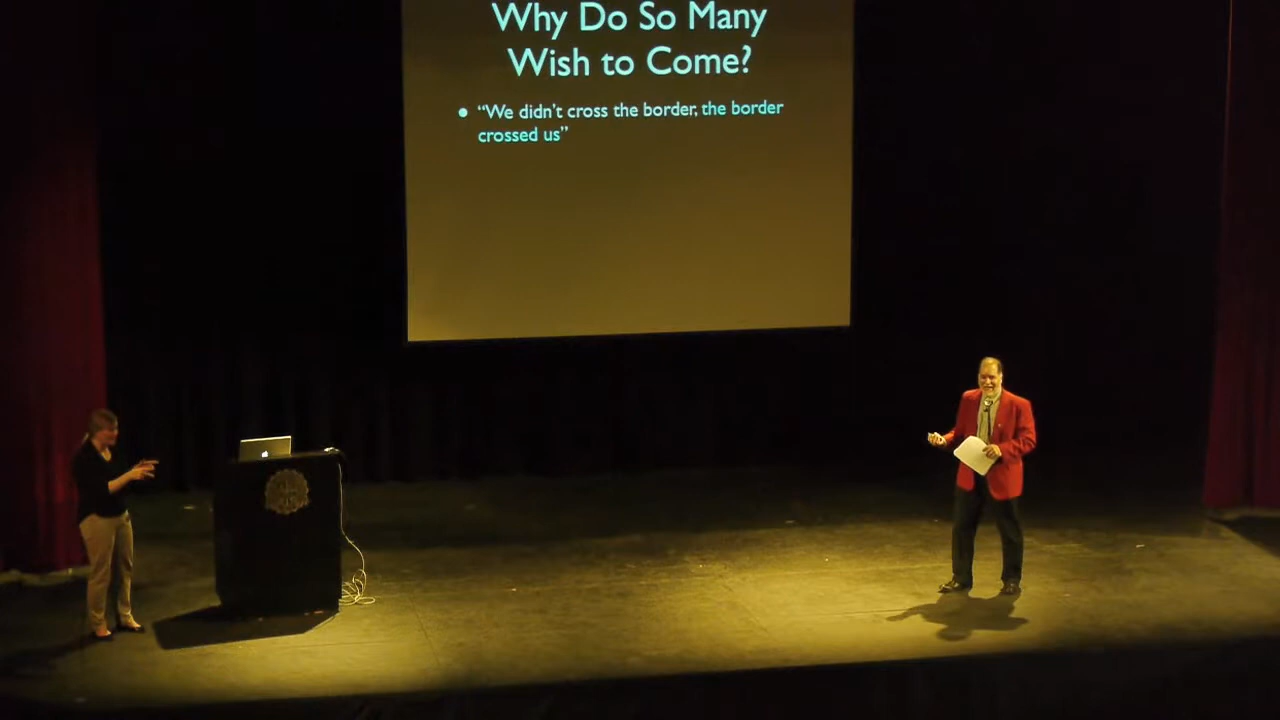 Why Do So Many
Wish to Come?
• “We didn't cross the border, the border
crossed us”